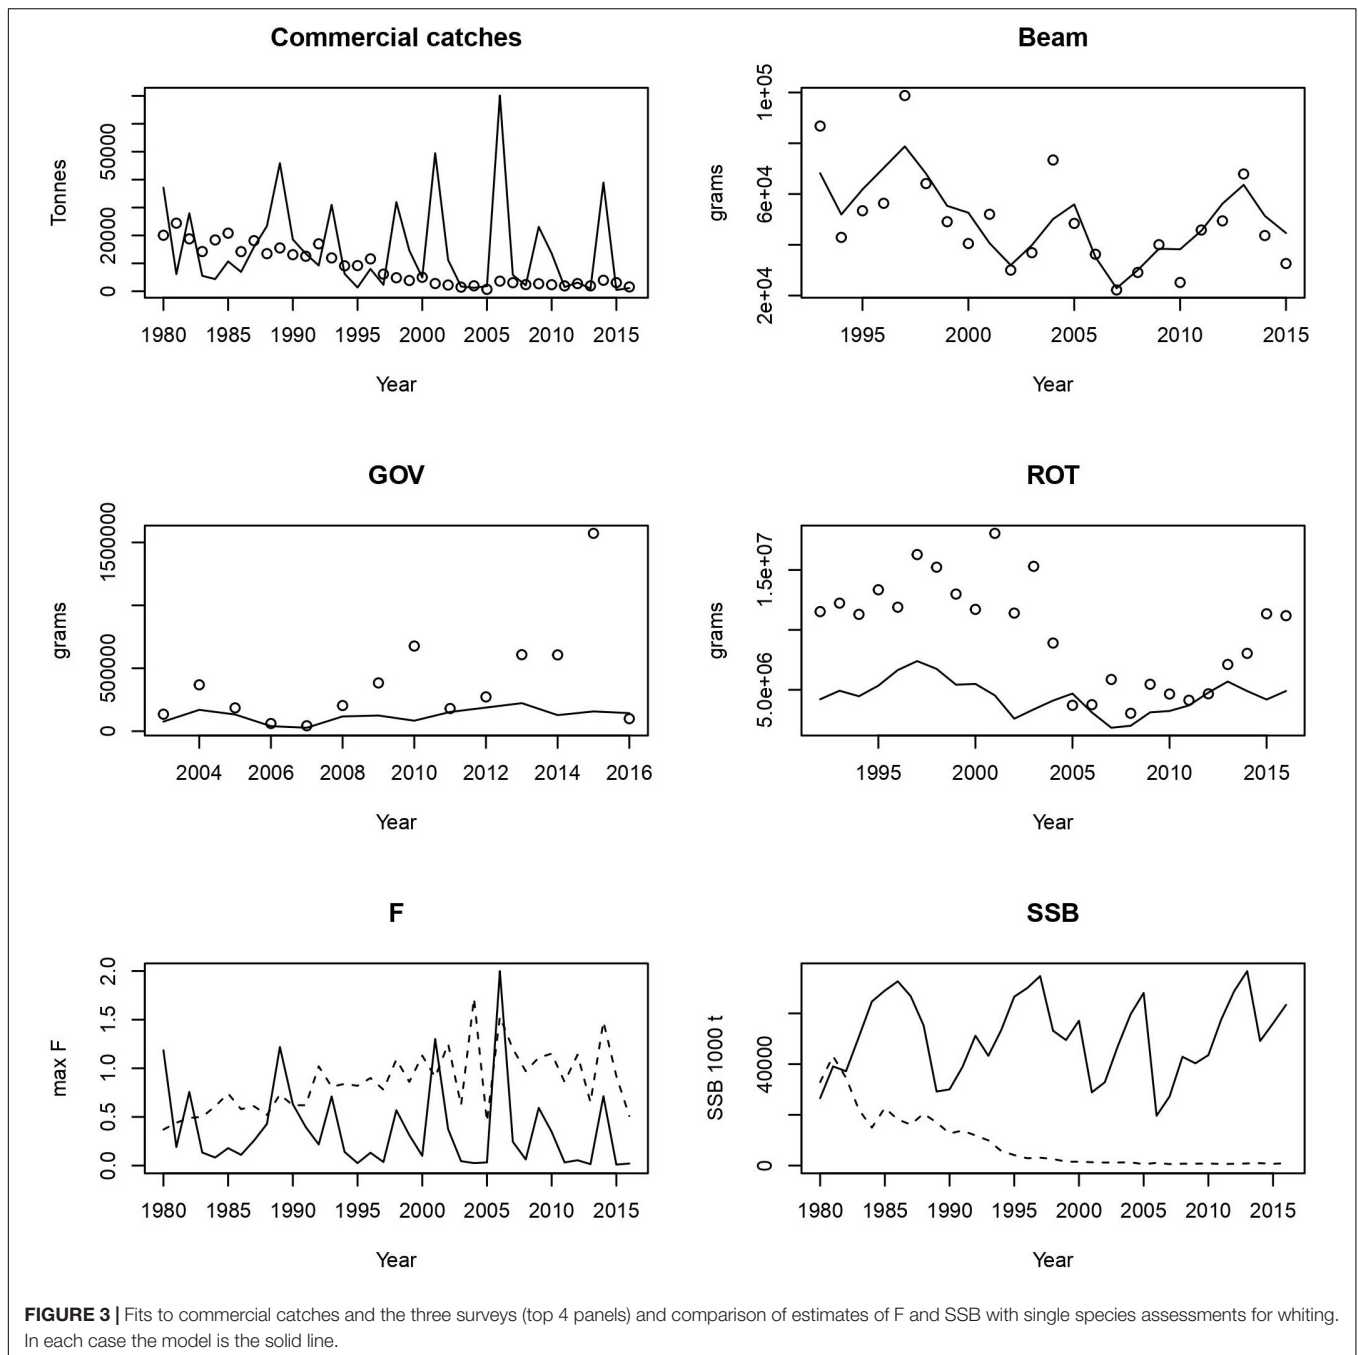 Commercial catches
Tonnes
0 20000 50000
1980 1985 1990 1995 2000 2005 2010 2015
Year
Beam
grams
2e+04 6e+04 1e+05
1995 2000 2005 2010 2015
Year
GOV
grams
0 500000 1500000
2004 2006 2008 2010 2012 2014 2016
Year
ROT
grams
5.0e+06 1.5e+07
1995 2000 2005 2010 2015
Year
F
max F
0.0 0.5 1.0 1.5 2.0
1980 1985 1990 1995 2000 2005 2010 2015
Year
SSB
SSB 1000 t
0 40000
1980 1985 1990 1995 2000 2005 2010 2015
Year
FIGURE 3 | Fits to commercial catches and the three surveys (top 4 panels) and comparison of estimates of F and SSB with single species assessments for whiting.
In each case the model is the solid line.